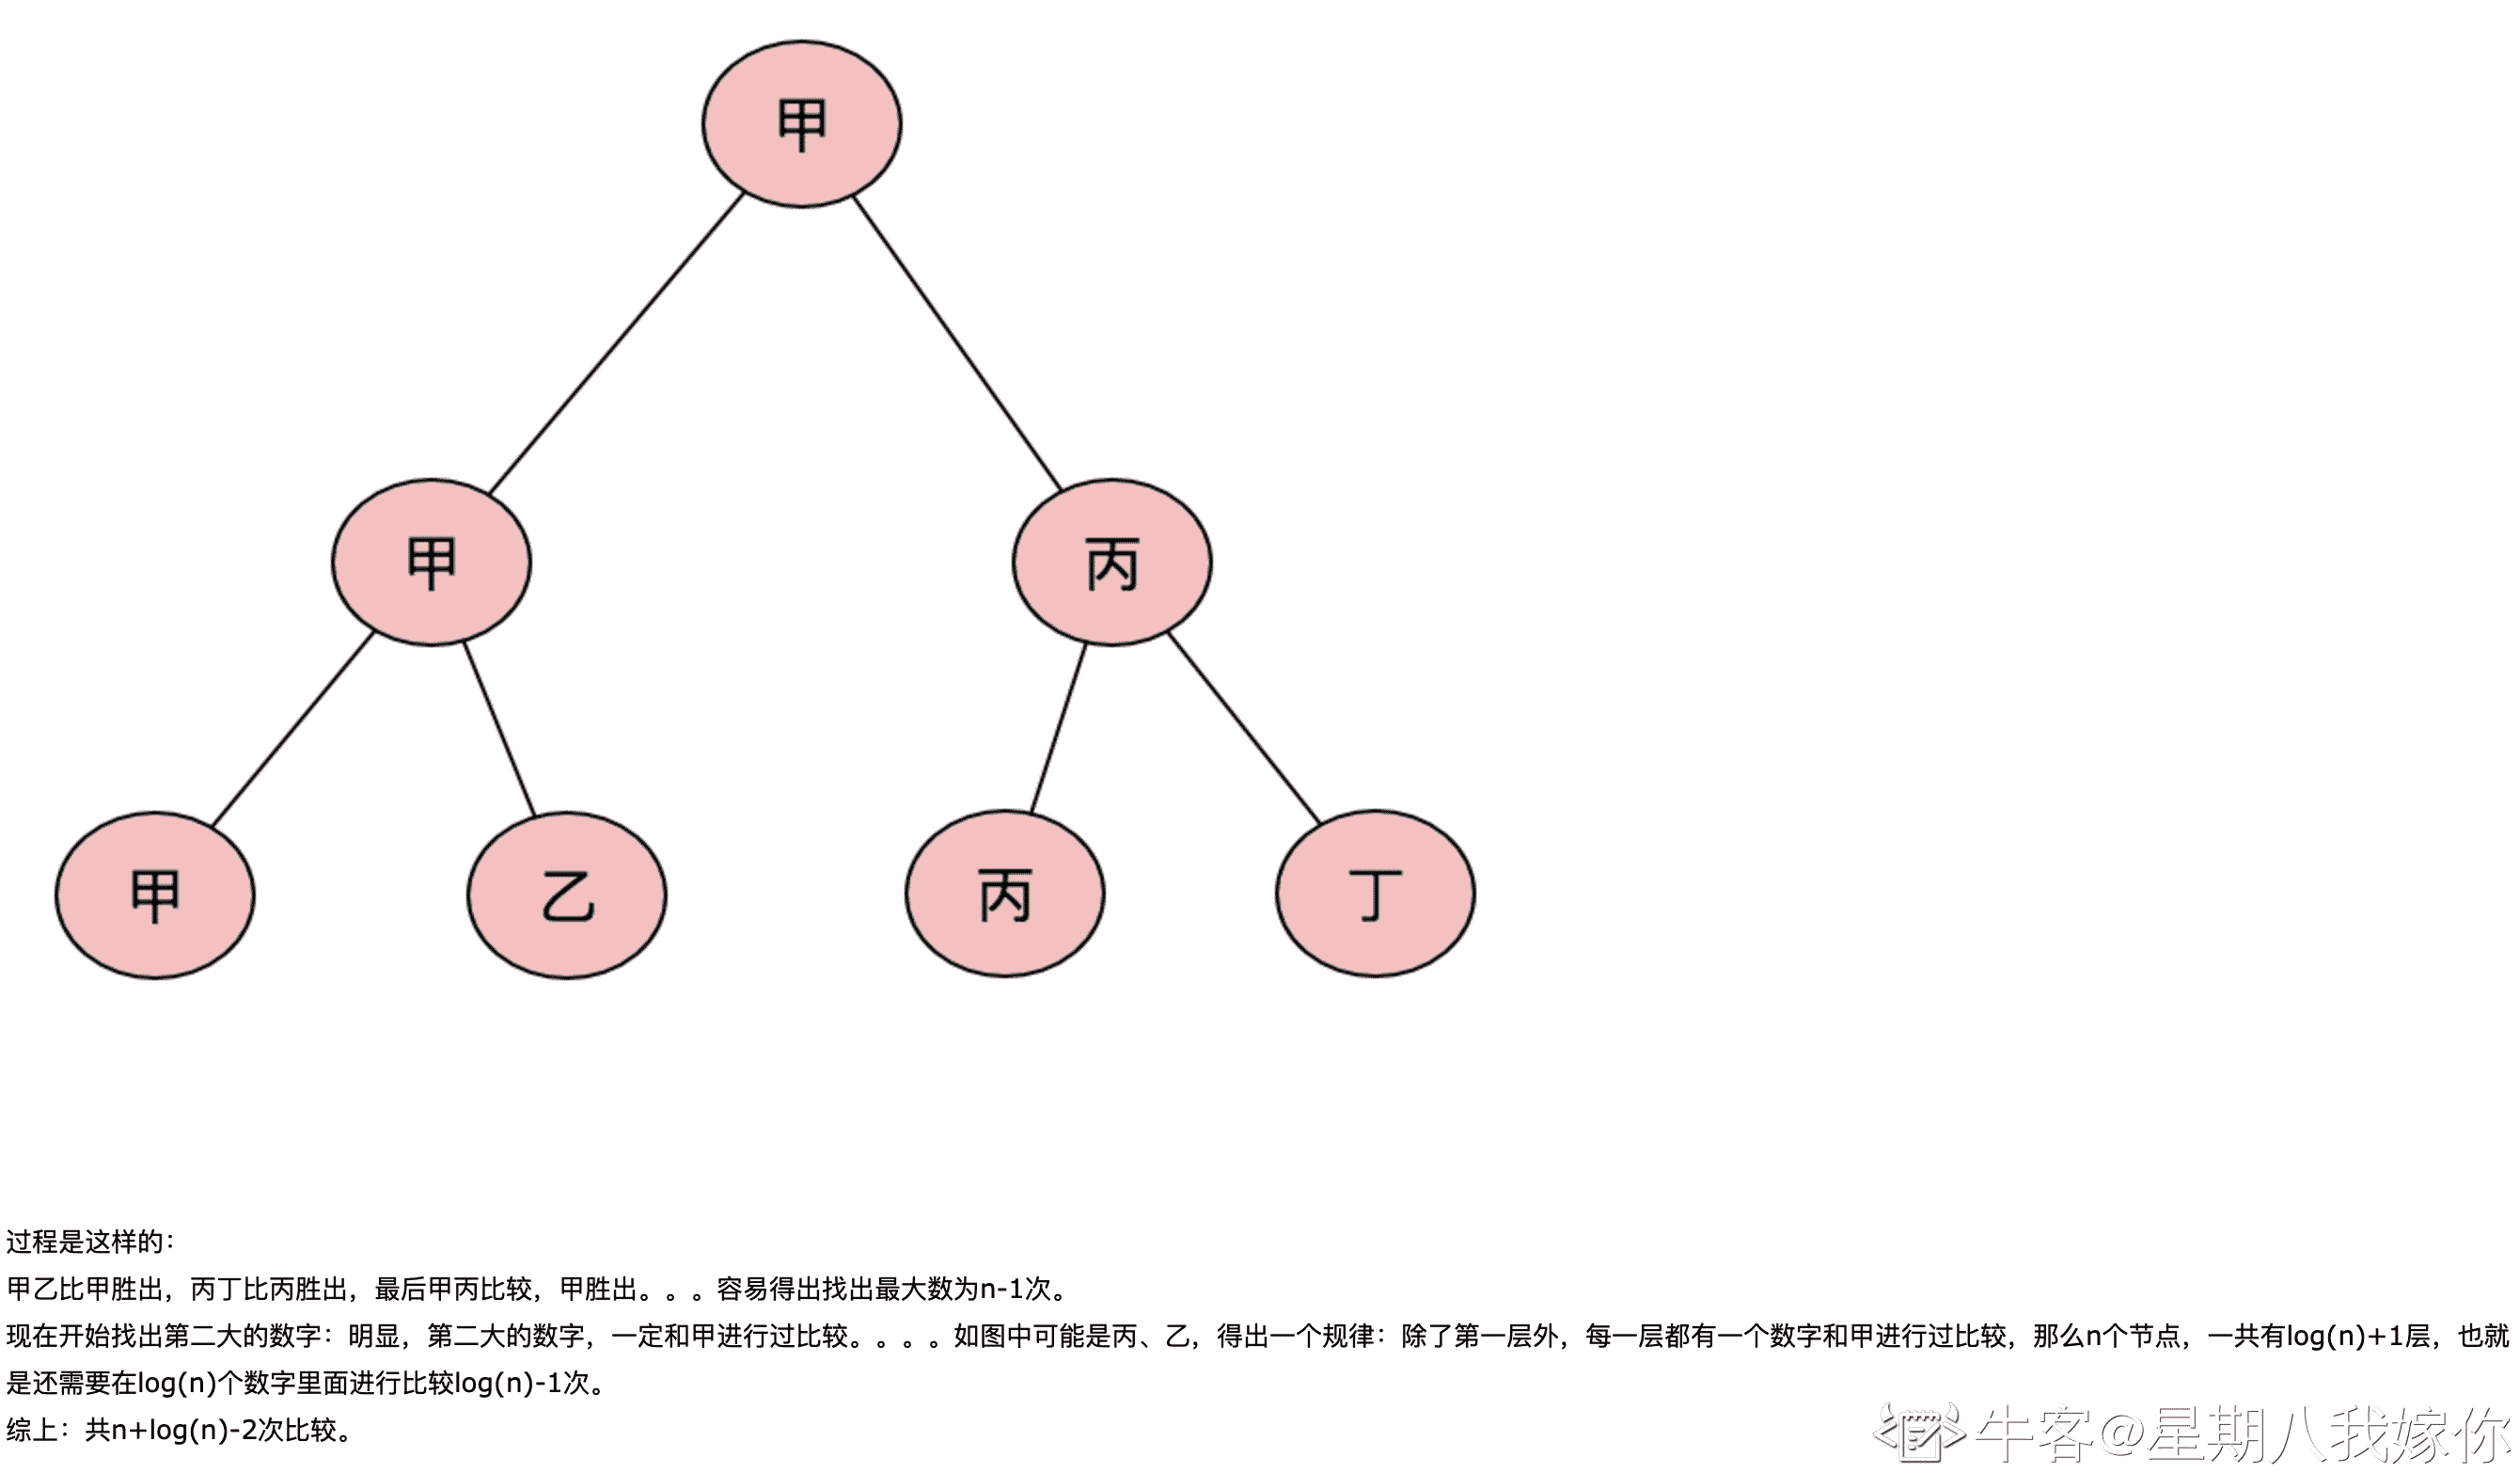 甲
甲 丙
甲 乙 丙 丁
过程是这样的：
甲乙比甲胜出，丙丁比丙胜出，最后甲丙比较，甲胜出。。。容易得出找出最大数为n-1次。
现在开始找出第二大的数字：明显，第二大的数字，一定和甲进行过比较。。。。如图中可能是丙、乙，得出一个规律：除了第一层外，每一层都有一个数字和甲进行过比较，那么n个节点，一共有log(n)+1层，也就
是还需要在log(n)个数字里面进行比较log(n)-1次。
综上：共n+log(n)-2次比较。
牛客@星期八我嫁你